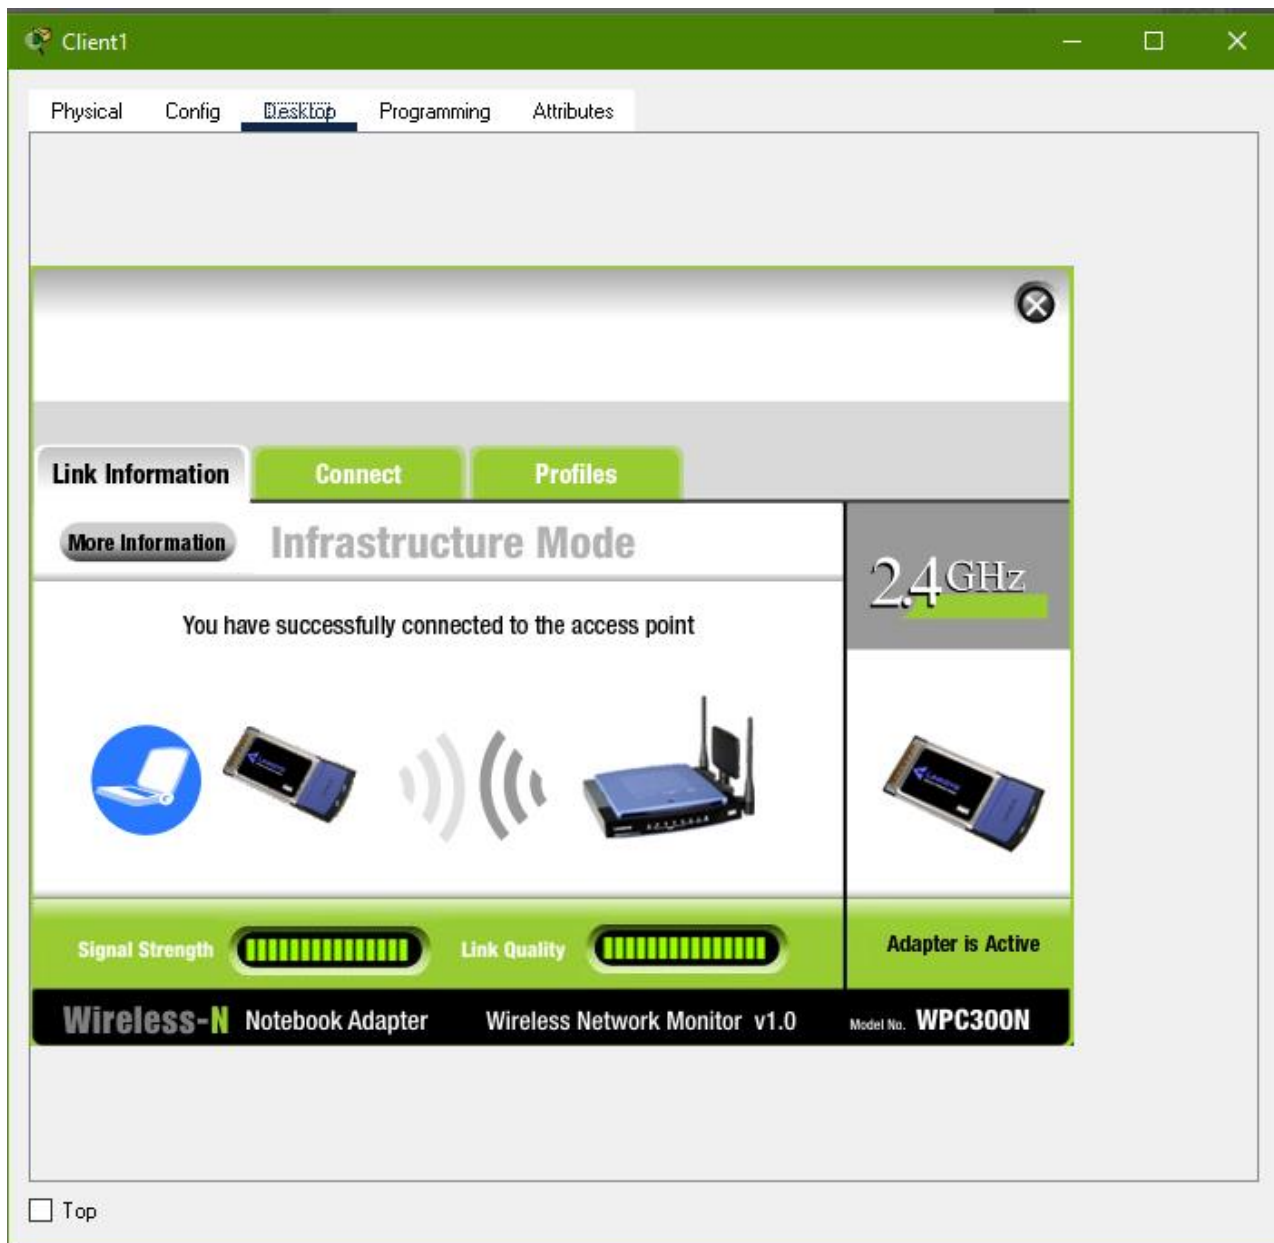 Client1
Physical Config Desktop Programming Attributes
Link Information Connect Profiles
More Information Infrastructure Mode
2.4GHz
You have successfully connected to the access point
Signal Strength Link Quality Adapter is Active
Wireless-N Notebook Adapter Wireless Network Monitor v1.0 Model No. WPC300N
Top